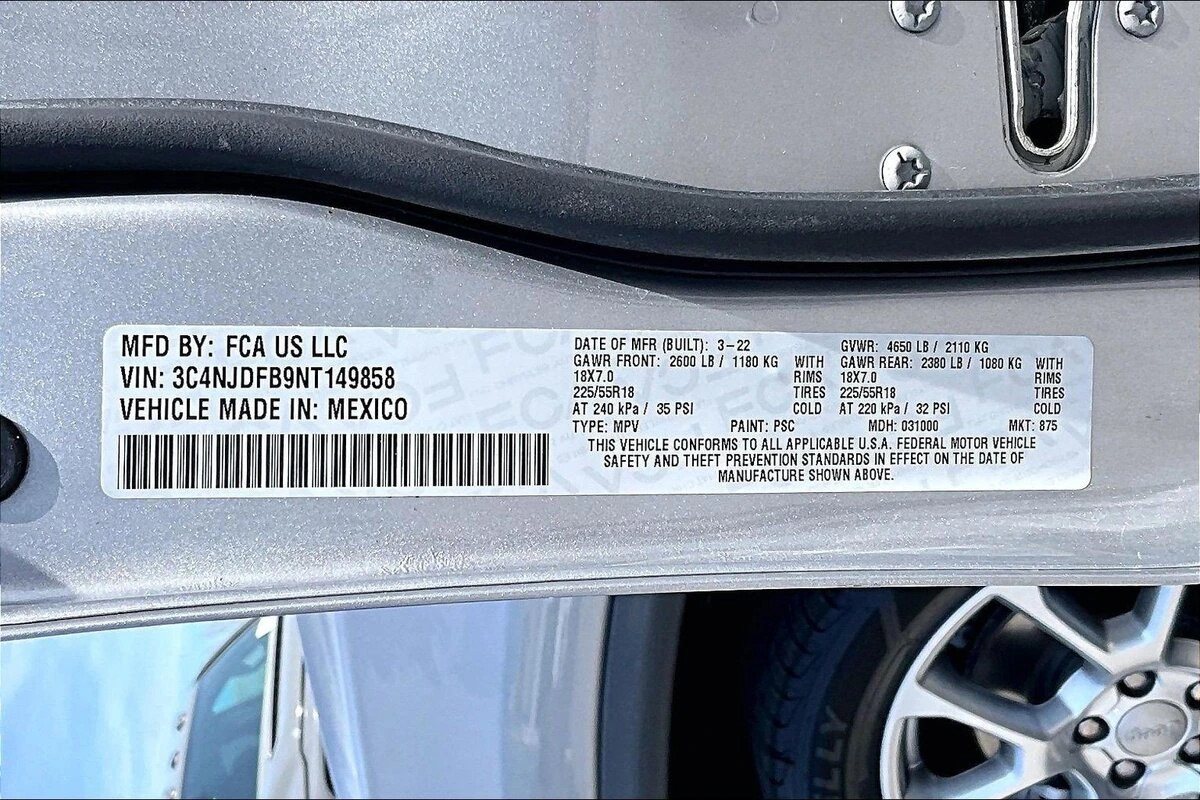 MFD BY: FCA US LLC
VIN: 3C4NJDFB9NT149858
VEHICLE MADE IN: MEXICO
DATE OF MFR (BUILT): 3-22
GAWR FRONT: 2600 LB / 1180 KG WITH
18X7.0 RIMS
225/55R18 TIRES
AT 240 kPa / 35 PSI COLD
GVWR: 4650 LB / 2110 KG
GAWR REAR: 2380 LB / 1080 KG WITH
18X7.0 RIMS
225/55R18 TIRES
AT 220 kPa / 32 PSI COLD
TYPE: MPV PAINT: PSC MDH: 031000 MKT: 875
THIS VEHICLE CONFORMS TO ALL APPLICABLE U.S.A. FEDERAL MOTOR VEHICLE
SAFETY AND THEFT PREVENTION STANDARDS IN EFFECT ON THE DATE OF
MANUFACTURE SHOWN ABOVE.
Jeep